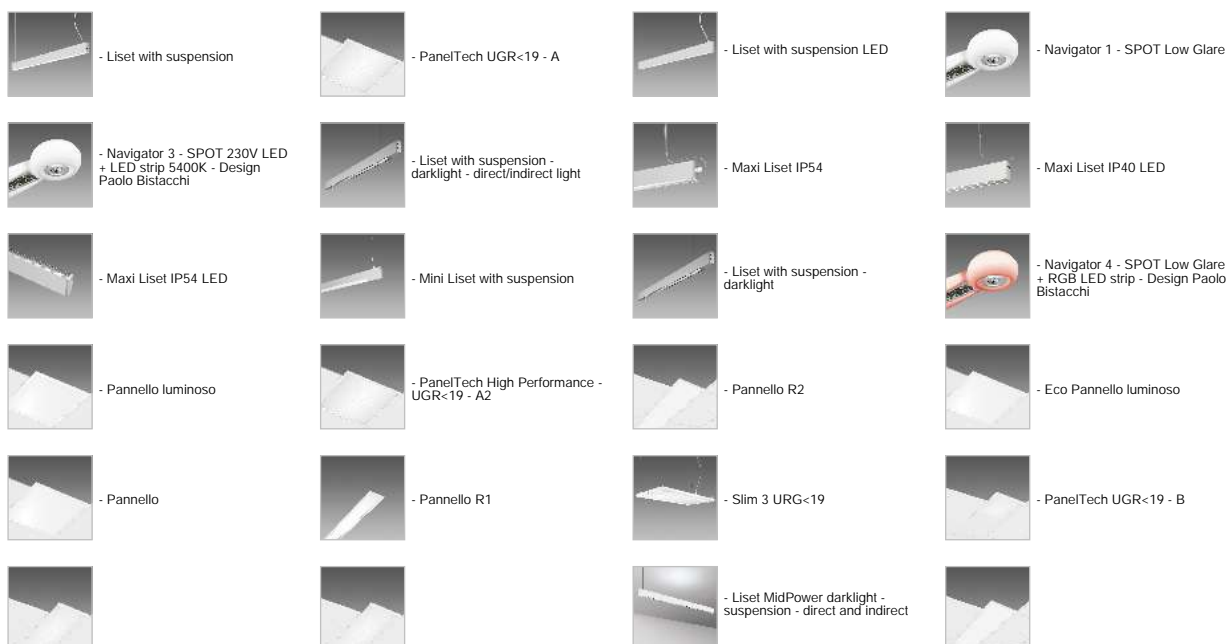 - Liset with suspension
- PanelTech UGR<19 - A
- Liset with suspension LED
- Navigator 1 - SPOT Low Glare
- Navigator 3 - SPOT 230V LED
+ LED strip 5400K - Design
Paolo Bistacchi
- Liset with suspension -
darklight - direct/indirect light
- Maxi Liset IP54
- Maxi Liset IP40 LED
- Maxi Liset IP54 LED
- Mini Liset with suspension
- Liset with suspension -
darklight
- Navigator 4 - SPOT Low Glare
+ RGB LED strip - Design Paolo
Bistacchi
- Pannello luminoso
- PanelTech High Performance -
UGR<19 - A2
- Pannello R2
- Eco Pannello luminoso
- Pannello
- Pannello R1
- Slim 3 URG<19
- PanelTech UGR<19 - B
- Liset MidPower darklight -
suspension - direct and indirect